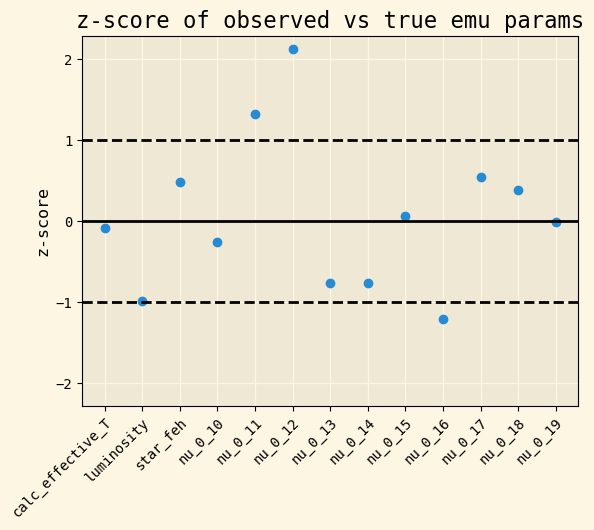 z-score of observed vs true emu params
z-score
2
1
0
−1
−2
calc_effective_T
luminosity
star_feh
nu_0_10
nu_0_11
nu_0_12
nu_0_13
nu_0_14
nu_0_15
nu_0_16
nu_0_17
nu_0_18
nu_0_19